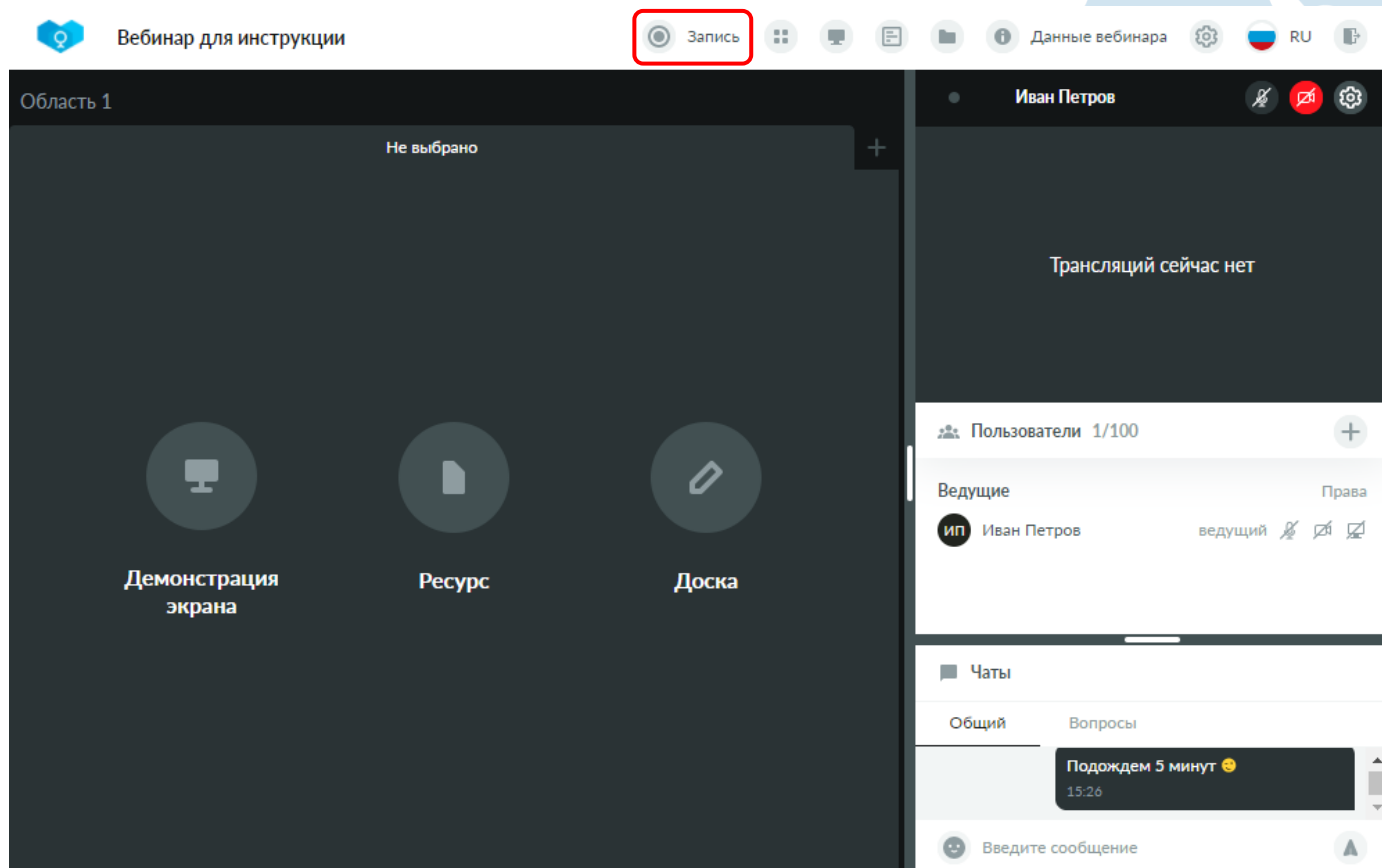 Вебинар для инструкции
Запись
Данные вебинара
RU
Область 1
Не выбрано
Демонстрация
экрана
Ресурс
Доска
Иван Петров
Трансляций сейчас нет
Пользователи 1/100
Ведущие
Права
ИП
Иван Петров
ведущий
Чаты
Общий
Вопросы
Подождем 5 минут 😊
15:26
Введите сообщение